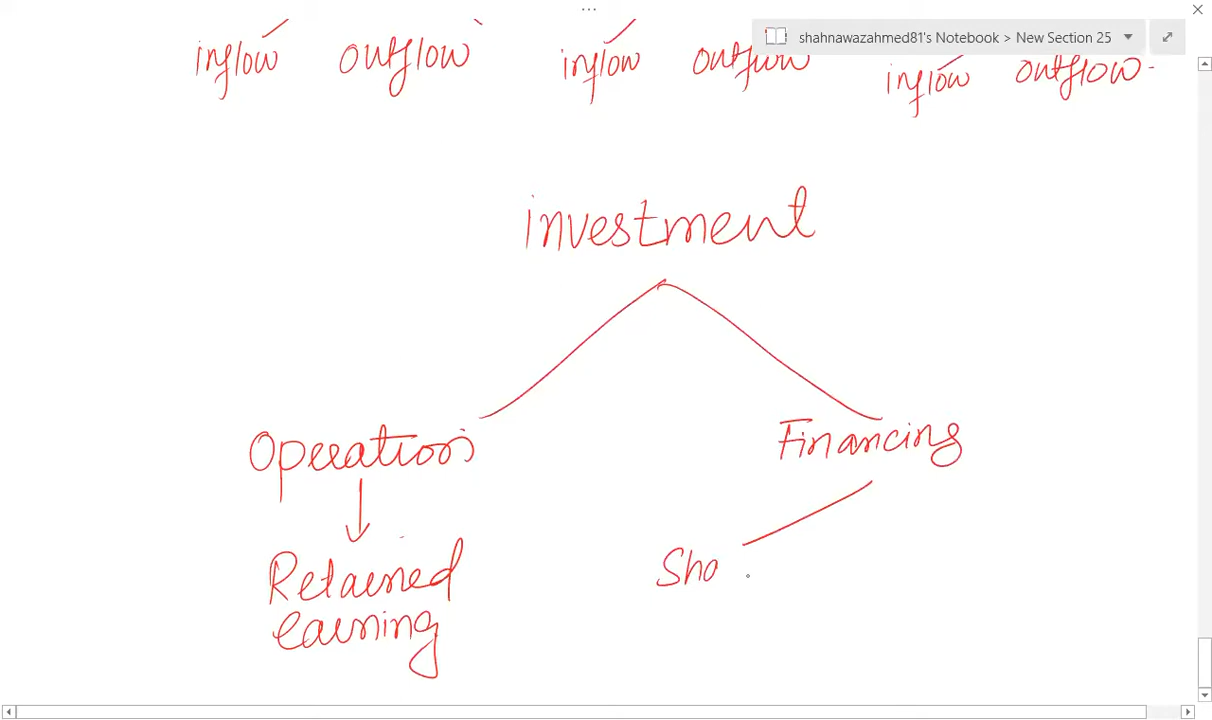 shahnawazahmed81's Notebook > New Section 25
inflow outflow inflow outflow inflow outflow
investment
Operations Financing
Retained Sho
earning